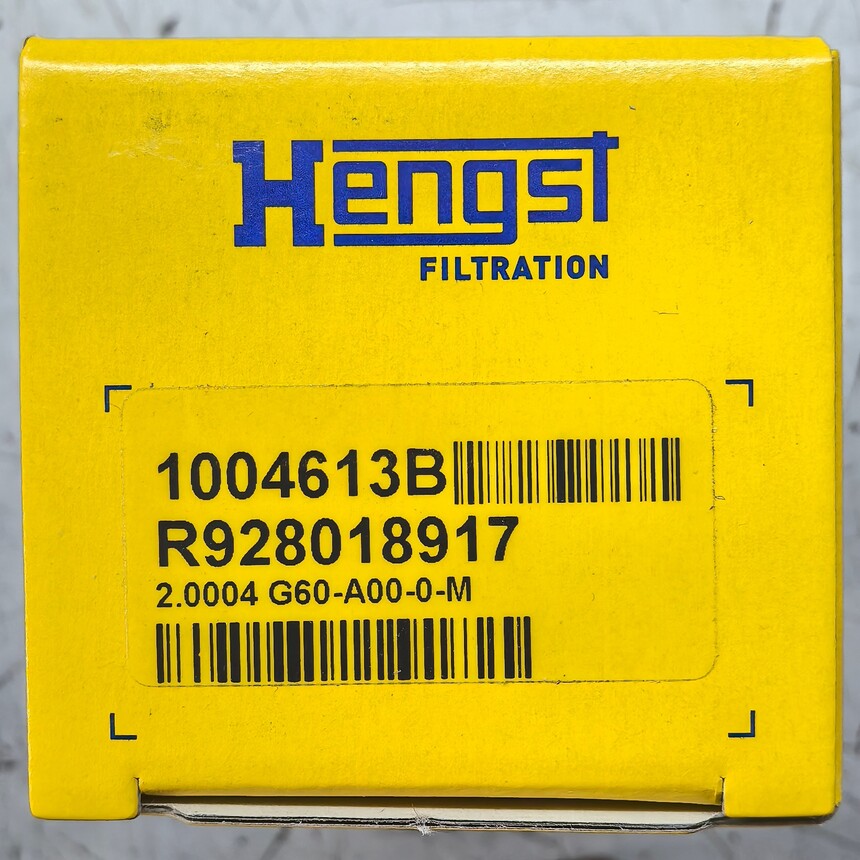 Hengst
FILTRATION
1004613B
R928018917
2.0004 G60-A00-0-M